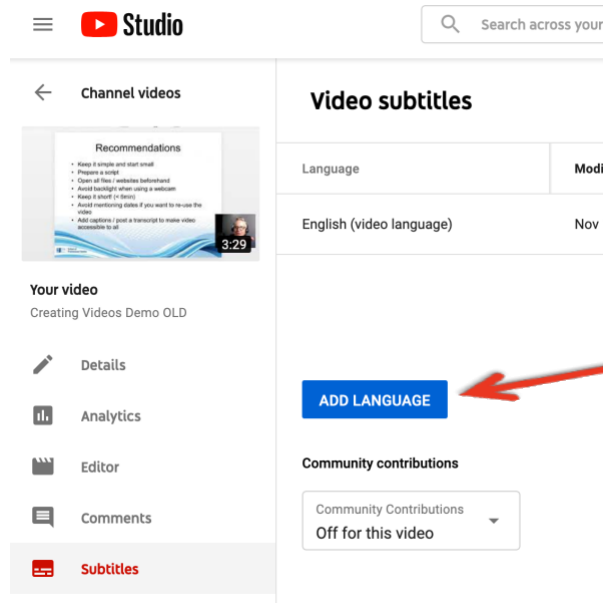 Studio
Search across your
Channel videos
Video subtitles
Recommendations
• Keep it simple and start small
• Prepare a script
• Open all files / websites beforehand
• Avoid backlight when using a webcam
• Keep it short! (< 6min)
• Avoid mentioning dates if you want to re-use the
video
• Add captions / post a transcript to make video
accessible to all
3:29
Language
Modi
English (video language)
Nov
Your video
Creating Videos Demo OLD
Details
ADD LANGUAGE
Analytics
Community contributions
Editor
Community Contributions
Off for this video
Comments
Subtitles